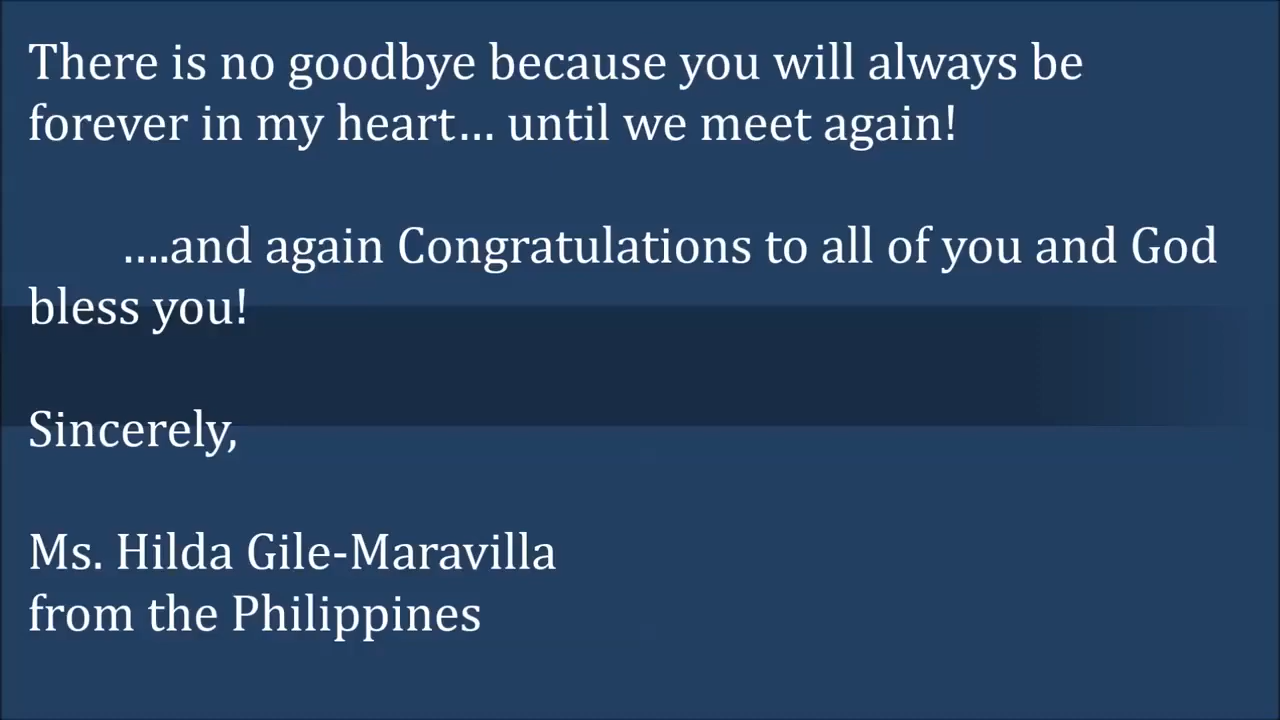 There is no goodbye because you will always be
forever in my heart... until we meet again!
....and again Congratulations to all of you and God
bless you!
Sincerely,
Ms. Hilda Gile-Maravilla
from the Philippines